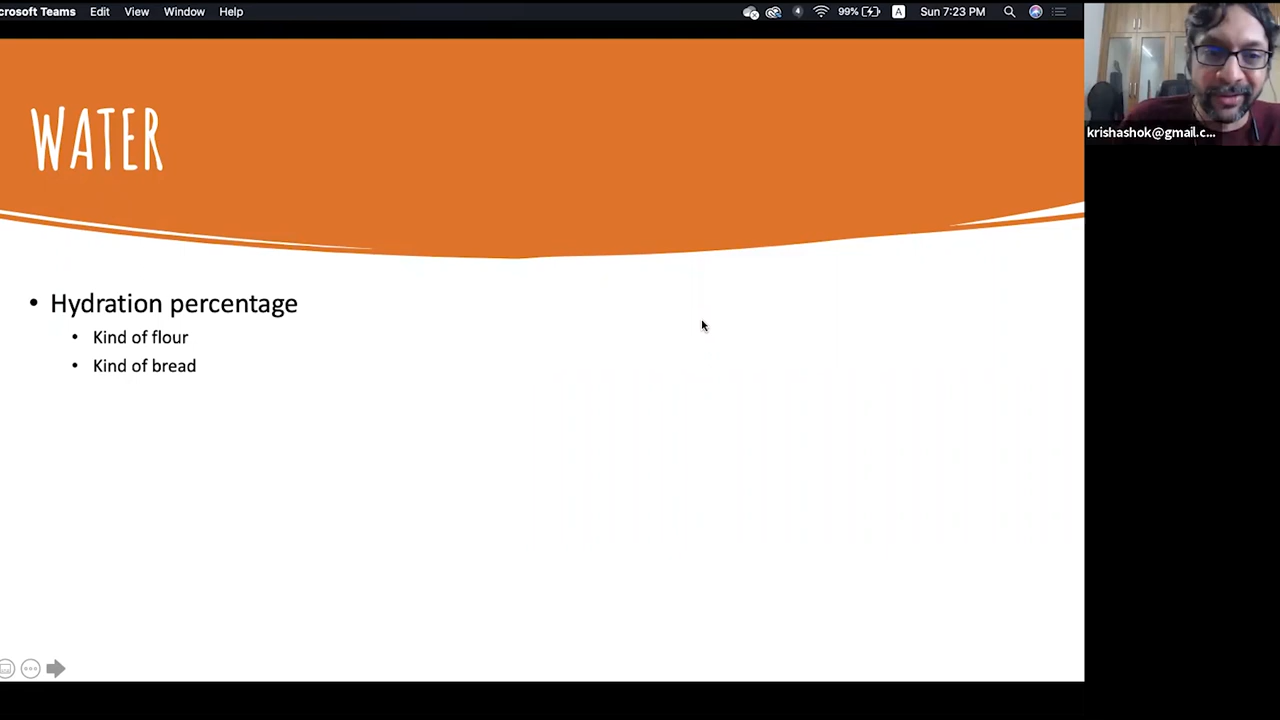 crosoft Teams Edit View Window Help 4 99% A Sun 7:23 PM
krishashok@gmail.c...
WATER
• Hydration percentage
• Kind of flour
• Kind of bread